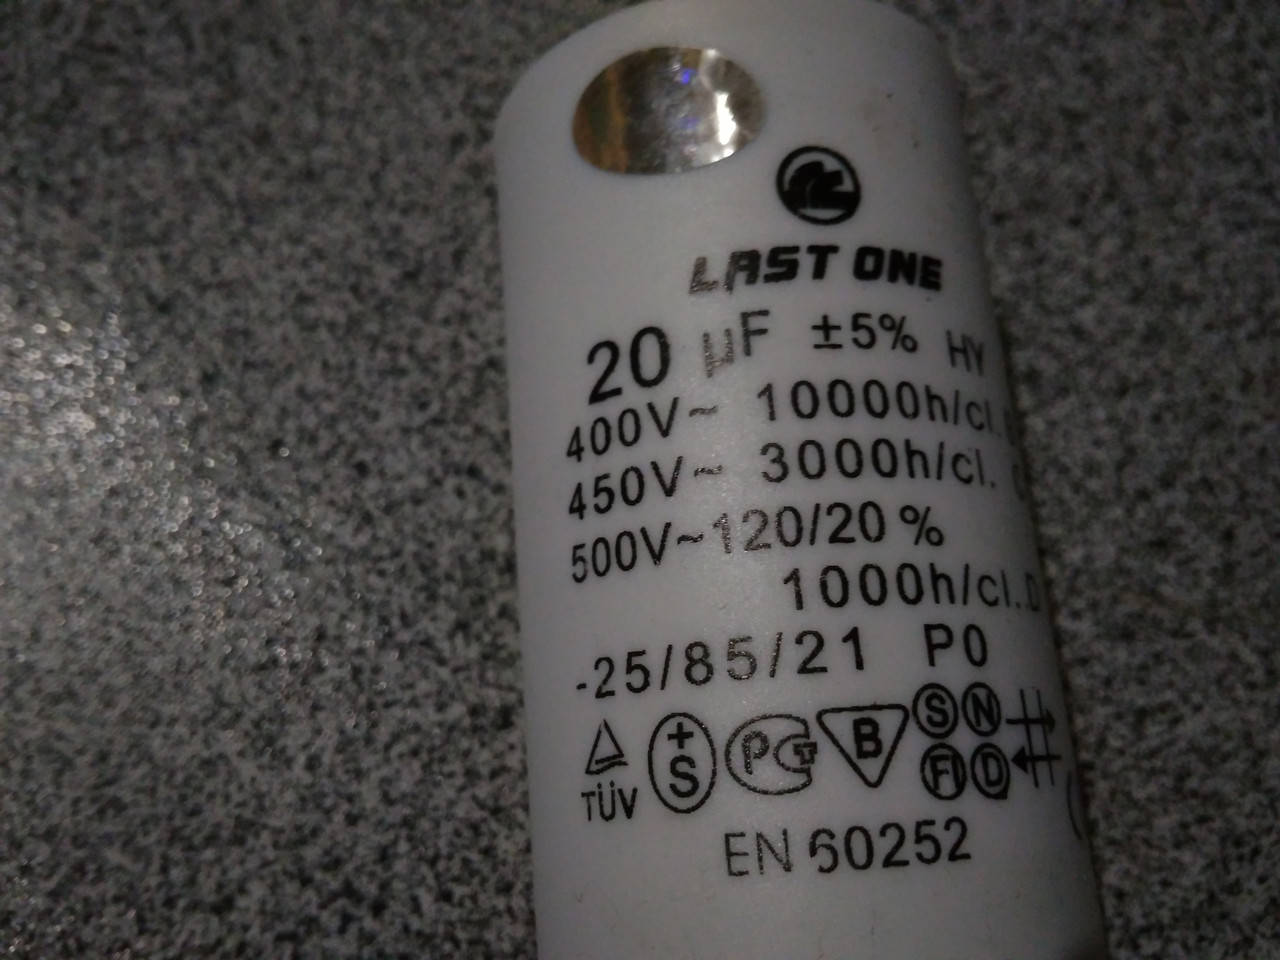 LAST ONE
20 µF ±5% HY
400V~ 10000h/cl.
450V~ 3000h/cl.
500V~120/20 %
1000h/cl.D
-25/85/21 P0
TÜV +S PCT B S N FI D
EN 60252